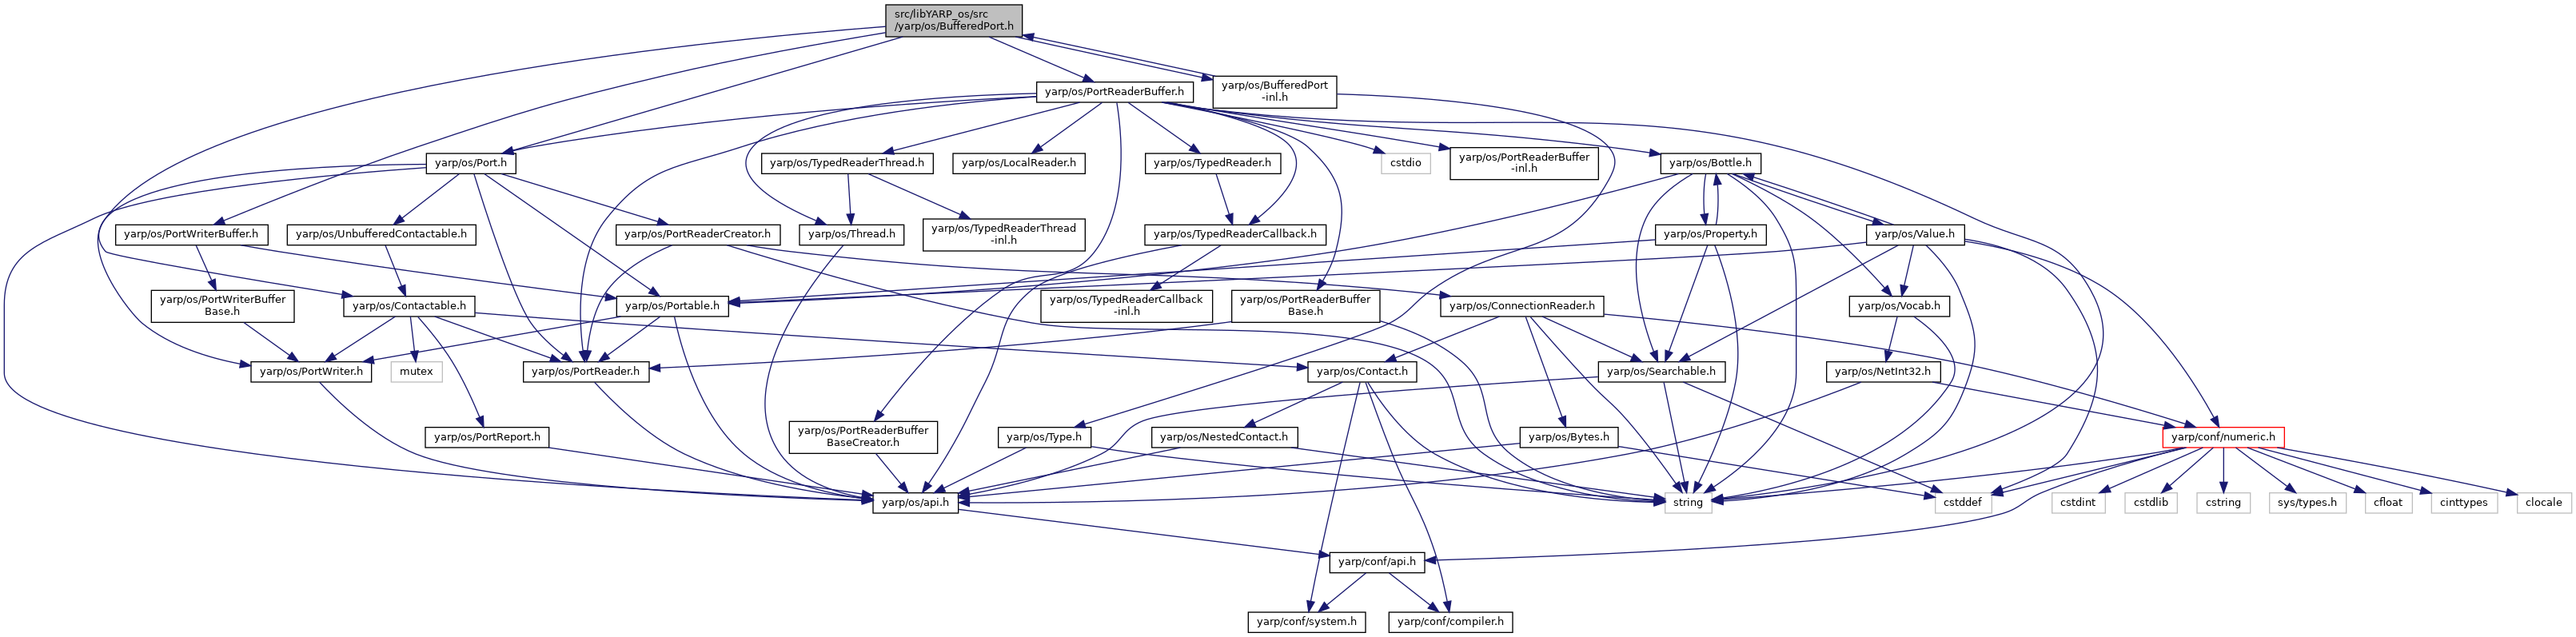 src/libYARP_os/src
/yarp/os/BufferedPort.h
yarp/os/BufferedPort
-inl.h
yarp/os/PortReaderBuffer.h
yarp/os/Port.h
yarp/os/TypedReaderThread.h
yarp/os/LocalReader.h
yarp/os/TypedReader.h
cstdio
yarp/os/PortReaderBuffer
-inl.h
yarp/os/Bottle.h
yarp/os/PortWriterBuffer.h
yarp/os/UnbufferedContactable.h
yarp/os/PortReaderCreator.h
yarp/os/Thread.h
yarp/os/TypedReaderThread
-inl.h
yarp/os/TypedReaderCallback.h
yarp/os/Property.h
yarp/os/Value.h
yarp/os/PortWriterBuffer
Base.h
yarp/os/Contactable.h
yarp/os/Portable.h
yarp/os/TypedReaderCallback
-inl.h
yarp/os/PortReaderBuffer
Base.h
yarp/os/ConnectionReader.h
yarp/os/Vocab.h
yarp/os/PortWriter.h
mutex
yarp/os/PortReader.h
yarp/os/Contact.h
yarp/os/Searchable.h
yarp/os/NetInt32.h
yarp/os/PortReport.h
yarp/os/PortReaderBuffer
BaseCreator.h
yarp/os/Type.h
yarp/os/NestedContact.h
yarp/os/Bytes.h
yarp/conf/numeric.h
yarp/os/api.h
string
cstddef
cstdint
cstdlib
cstring
sys/types.h
cfloat
cinttypes
clocale
yarp/conf/api.h
yarp/conf/system.h
yarp/conf/compiler.h